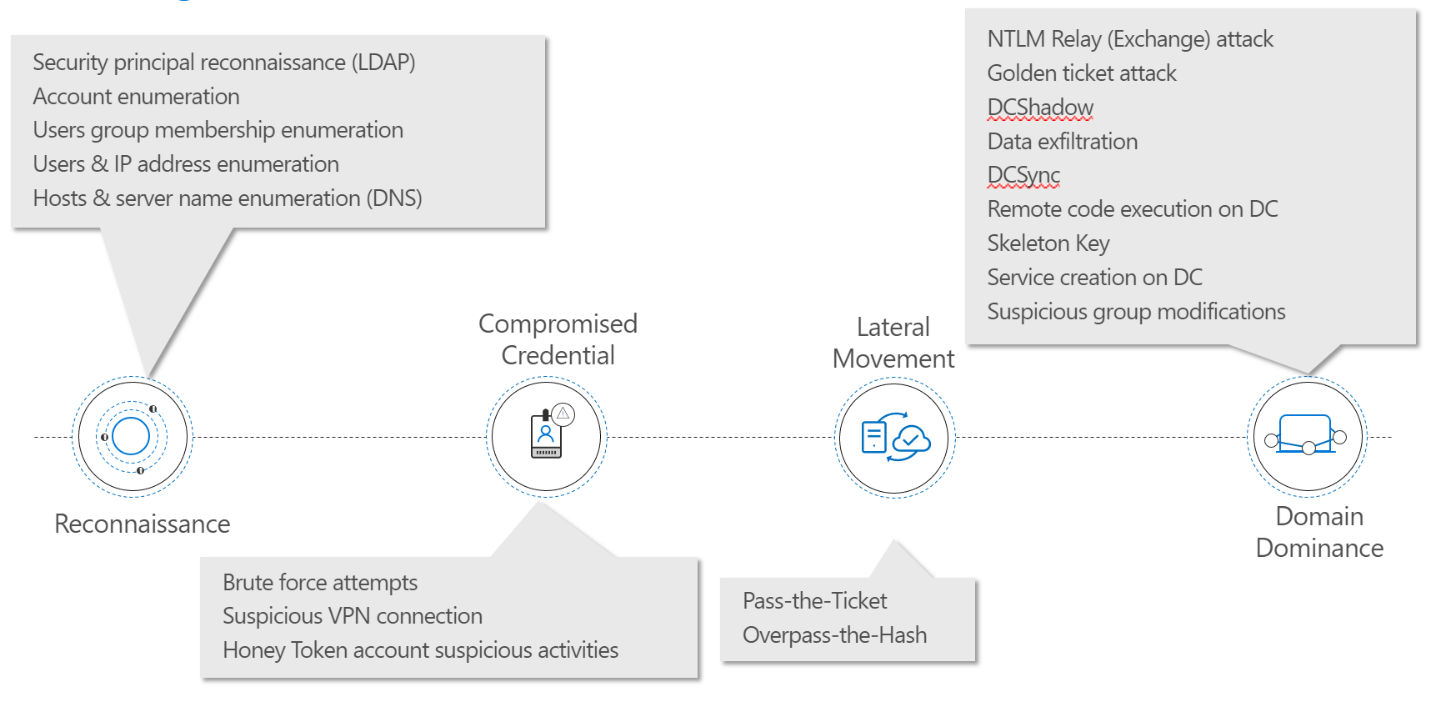 Security principal reconnaissance (LDAP)
Account enumeration
Users group membership enumeration
Users & IP address enumeration
Hosts & server name enumeration (DNS)
NTLM Relay (Exchange) attack
Golden ticket attack
DCShadow
Data exfiltration
DCSync
Remote code execution on DC
Skeleton Key
Service creation on DC
Suspicious group modifications
Compromised
Credential
Lateral
Movement
Reconnaissance
Domain
Dominance
Brute force attempts
Suspicious VPN connection
Honey Token account suspicious activities
Pass-the-Ticket
Overpass-the-Hash